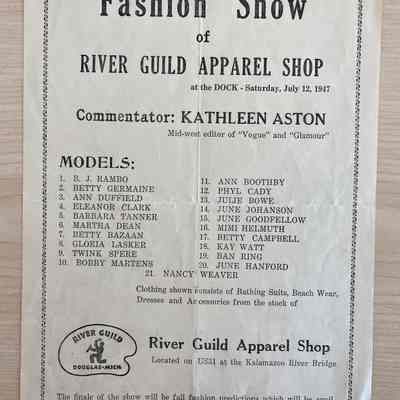 Fashion Show
of
RIVER GUILD APPAREL SHOP
at the DOCK - Saturday, July 12, 1947
Commentator: KATHLEEN ASTON
Mid-west editor of "Vogue" and "Glamour"
MODELS:
1. B. J. RAMBO
2. BETTY GERMAINE
3. ANN DUFFIELD
4. ELEANOR CLARK
5. BARBARA TANNER
6. MARTHA DEAN
7. BETTY BAZAAN
8. GLORIA LASKER
9. TWINK SFERE
10. BOBBY MARTENS
11. ANN BOOTHBY
12. PHYL CADY
13. JULIE BOWE
14. JUNE JOHANSON
15. JUNE GOODFELLOW
16. MIMI HELMUTH
17. BETTY CAMPBELL
18. KAY WATT
19. BAN RING
20. JUNE HANFORD
21. NANCY WEAVER
Clothing shown consists of Bathing Suits, Beach Wear,
Dresses and Accessories from the stock of
RIVER GUILD
DOUGLAS-MICH
River Guild Apparel Shop
Located on US31 at the Kalamazoo River Bridge
The finale of the show will be fall fashion predictions which will